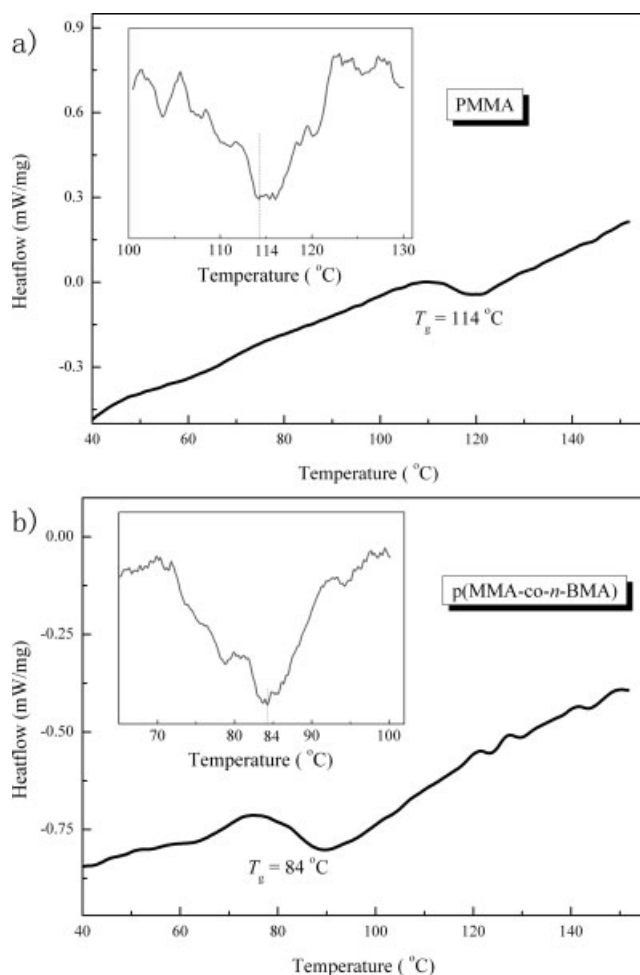 a)
0.9
0.6
0.3
0.0
-0.3
Heatflow (mW/mg)
PMMA
100 110 114 120 130
Temperature ( °C)
Tg = 114 °C
40 60 80 100 120 140
Temperature ( °C)
b)
0.00
-0.25
-0.50
-0.75
Heatflow (mW/mg)
p(MMA-co-n-BMA)
70 80 84 90 100
Temperature ( °C)
Tg = 84 °C
40 60 80 100 120 140
Temperature ( °C)